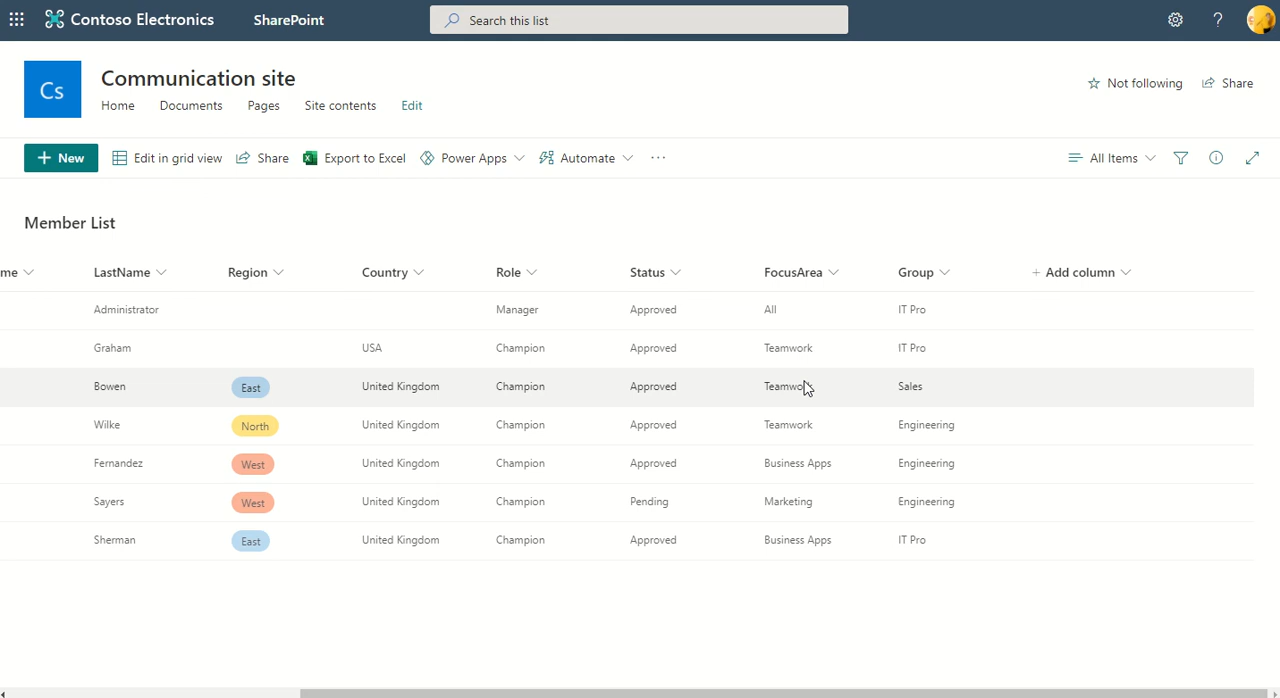 Contoso Electronics SharePoint Search this list ?
Cs
Communication site
Home Documents Pages Site contents Edit
Not following Share
+ New Edit in grid view Share Export to Excel Power Apps Automate ··· All Items
Member List
me LastName Region Country Role Status FocusArea Group + Add column
Administrator Manager Approved All IT Pro
Graham USA Champion Approved Teamwork IT Pro
Bowen East United Kingdom Champion Approved Teamwork Sales
Wilke North United Kingdom Champion Approved Teamwork Engineering
Fernandez West United Kingdom Champion Approved Business Apps Engineering
Sayers West United Kingdom Champion Pending Marketing Engineering
Sherman East United Kingdom Champion Approved Business Apps IT Pro